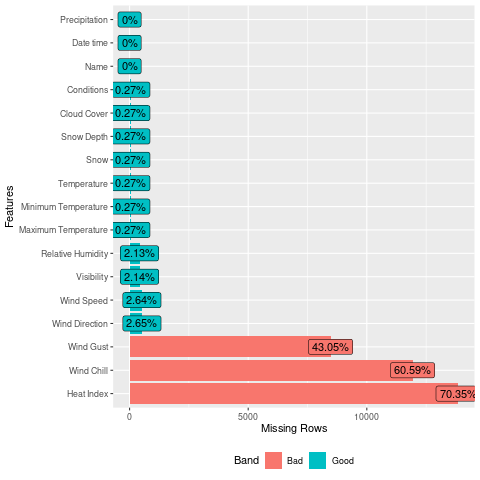 Features
Precipitation 0%
Date time 0%
Name 0%
Conditions 0.27%
Cloud Cover 0.27%
Snow Depth 0.27%
Snow 0.27%
Temperature 0.27%
Minimum Temperature 0.27%
Maximum Temperature 0.27%
Relative Humidity 2.13%
Visibility 2.14%
Wind Speed 2.64%
Wind Direction 2.65%
Wind Gust 43.05%
Wind Chill 60.59%
Heat Index 70.35%
0 5000 10000
Missing Rows
Band Bad Good